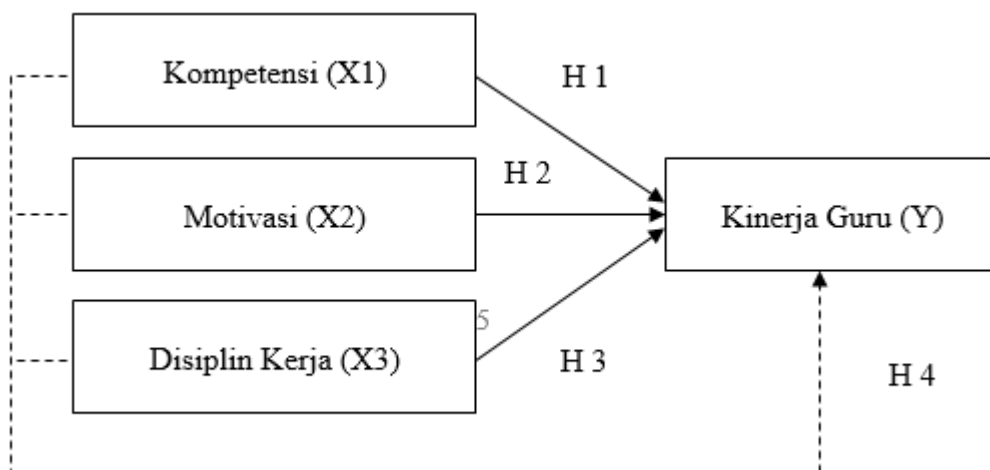 Kompetensi (X1)
H 1
H 2
Motivasi (X2)
Kinerja Guru (Y)
5
Disiplin Kerja (X3)
H 3
H 4